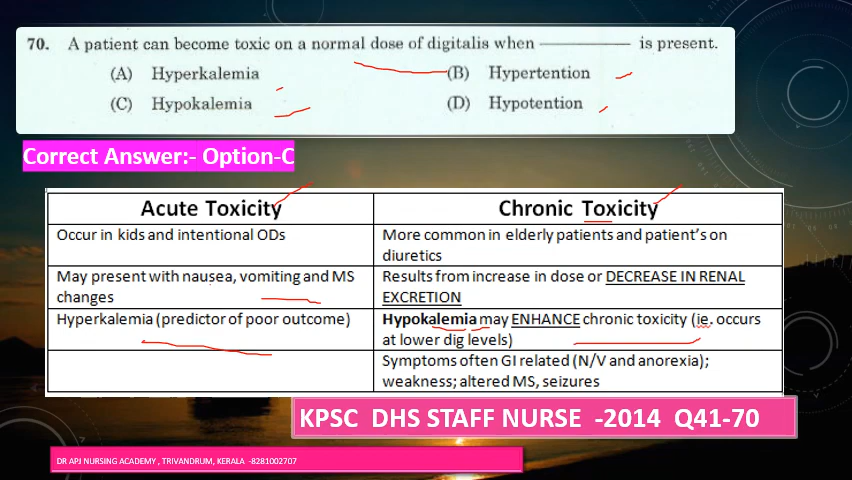 70. A patient can become toxic on a normal dose of digitalis when ________ is present.
(A) Hyperkalemia (B) Hypertention
(C) Hypokalemia (D) Hypotention
Correct Answer:- Option-C
Acute Toxicity Chronic Toxicity
Occur in kids and intentional ODs More common in elderly patients and patient's on
diuretics
May present with nausea, vomiting and MS Results from increase in dose or DECREASE IN RENAL
changes EXCRETION
Hyperkalemia (predictor of poor outcome) Hypokalemia may ENHANCE chronic toxicity (ie. occurs
at lower dig levels)
Symptoms often GI related (N/V and anorexia);
weakness; altered MS, seizures
KPSC DHS STAFF NURSE -2014 Q41-70
DR APJ NURSING ACADEMY , TRIVANDRUM, KERALA -8281002707